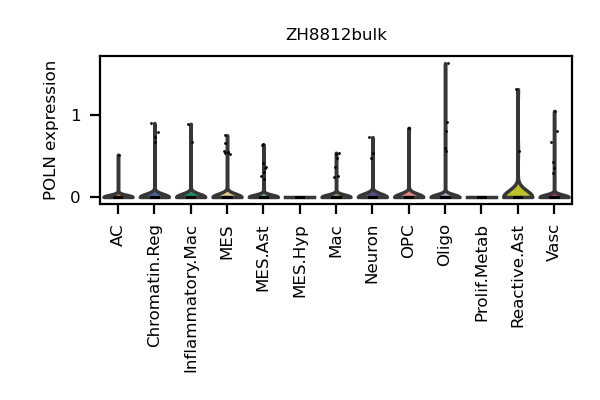 ZH8812bulk
POLN expression
1
0
AC
Chromatin.Reg
Inflammatory.Mac
MES
MES.Ast
MES.Hyp
Mac
Neuron
OPC
Oligo
Prolif.Metab
Reactive.Ast
Vasc